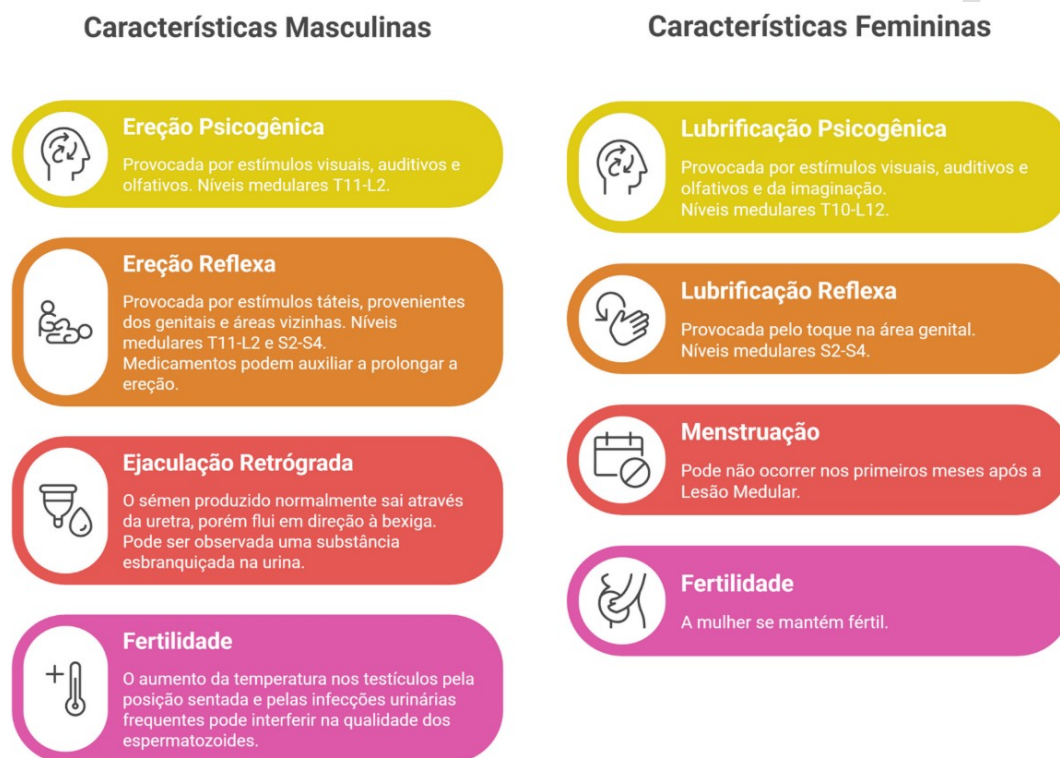 Características Masculinas
Ereção Psicogênica
Provocada por estímulos visuais, auditivos e
olfativos. Níveis medulares T11-L2.
Ereção Reflexa
Provocada por estímulos táteis, provenientes
dos genitais e áreas vizinhas. Níveis
medulares T11-L2 e S2-S4.
Medicamentos podem auxiliar a prolongar a
ereção.
Ejaculação Retrógrada
O sémen produzido normalmente sai através
da uretra, porém flui em direção à bexiga.
Pode ser observada uma substância
esbranquiçada na urina.
Fertilidade
O aumento da temperatura nos testículos pela
posição sentada e pelas infecções urinárias
frequentes pode interferir na qualidade dos
espermatozoides.
Características Femininas
Lubrificação Psicogênica
Provocada por estímulos visuais, auditivos e
olfativos e da imaginação.
Níveis medulares T10-L12.
Lubrificação Reflexa
Provocada pelo toque na área genital.
Níveis medulares S2-S4.
Menstruação
Pode não ocorrer nos primeiros meses após a
Lesão Medular.
Fertilidade
A mulher se mantém fértil.